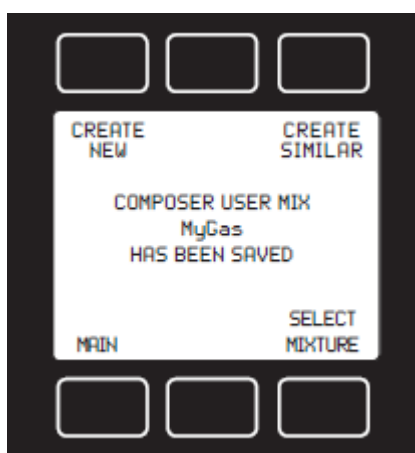 CREATE NEW
CREATE SIMILAR
COMPOSER USER MIX
MyGas
HAS BEEN SAVED
MAIN
SELECT MIXTURE